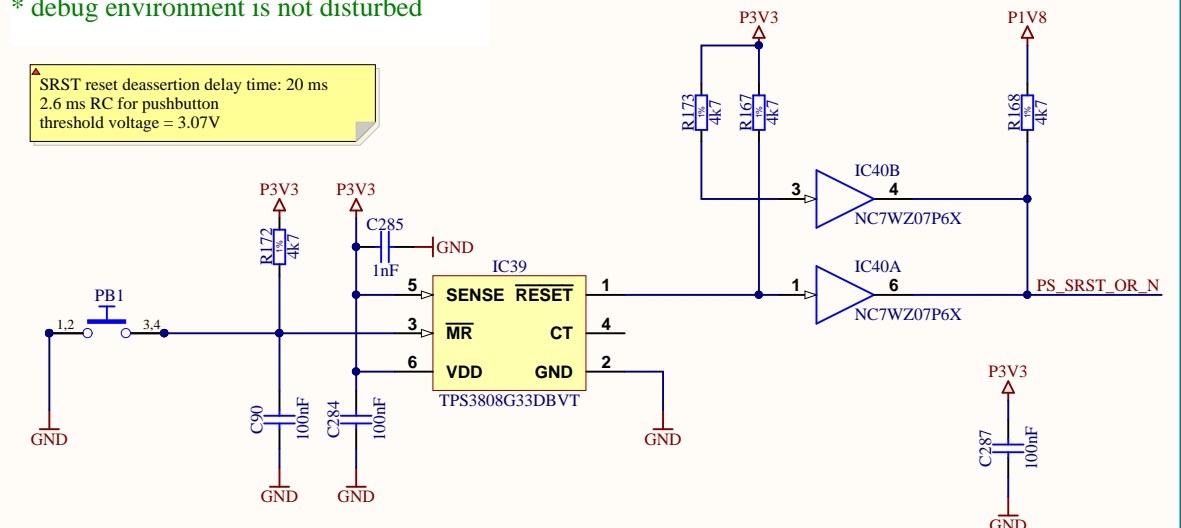 * debug environment is not disturbed
SRST reset deassertion delay time: 20 ms
2.6 ms RC for pushbutton
threshold voltage = 3.07V
P3V3
P1V8
R173
1%
4k7
R167
1%
4k7
R168
1%
4k7
IC40B
3
4
NC7WZ07P6X
P3V3
P3V3
R172
1%
4k7
C285
1nF
GND
IC39
IC40A
PB1
1,2
3,4
5
SENSE
RESET
1
1
6
PS_SRST_OR_N
3
MR
CT
4
NC7WZ07P6X
6
VDD
GND
2
TPS3808G33DBVT
P3V3
C90
100nF
C284
100nF
C287
100nF
GND
GND
GND
GND
GND